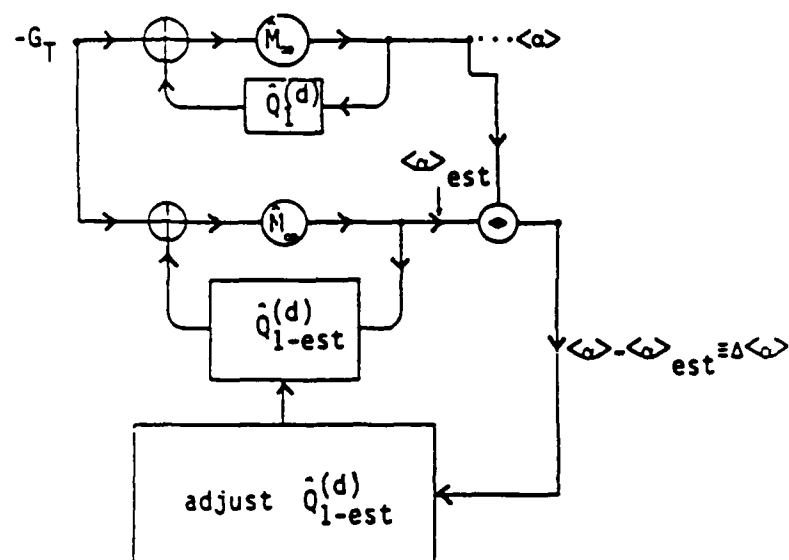 -G_T
M̂_∞
····<α>
Q̂_1^(d)
<α>_est
M̂_∞
Q̂_1-est^(d)
<α>-<α>_est≡Δ<α>
adjust Q̂_1-est^(d)